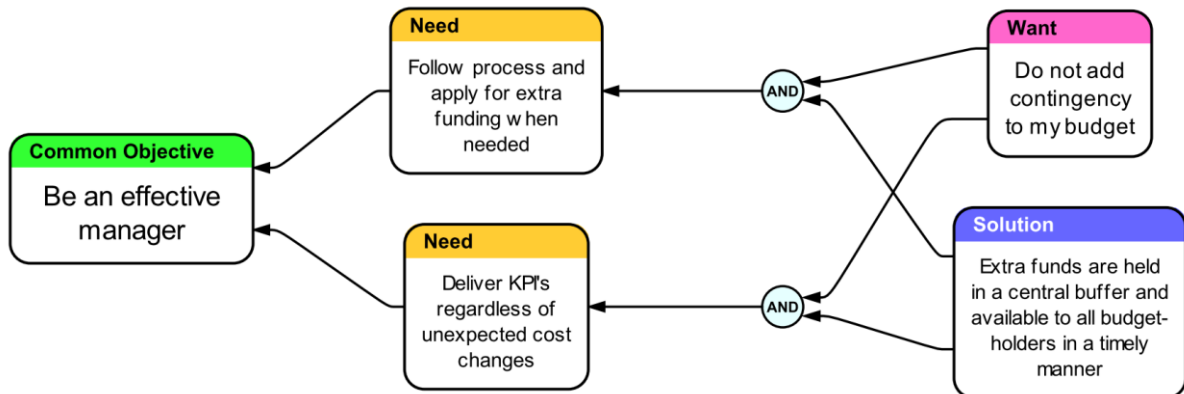 Common Objective
Be an effective
manager
Need
Follow process and
apply for extra
funding when
needed
Need
Deliver KPI's
regardless of
unexpected cost
changes
AND
AND
Want
Do not add
contingency
to my budget
Solution
Extra funds are held
in a central buffer and
available to all budget-
holders in a timely
manner